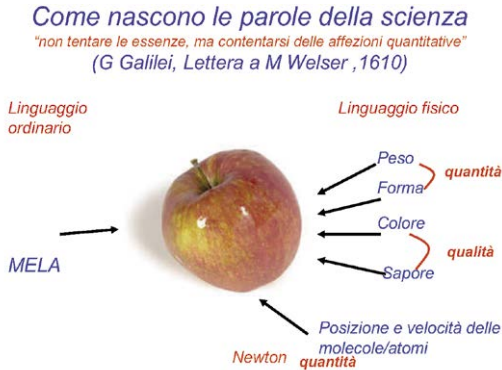 Come nascono le parole della scienza
“non tentare le essenze, ma contentarsi delle affezioni quantitative”
(G Galilei, Lettera a M Welser ,1610)
Linguaggio
ordinario
Linguaggio fisico
Peso
quantità
Forma
Colore
qualità
MELA
Sapore
Posizione e velocità delle
molecole/atomi
Newton quantità